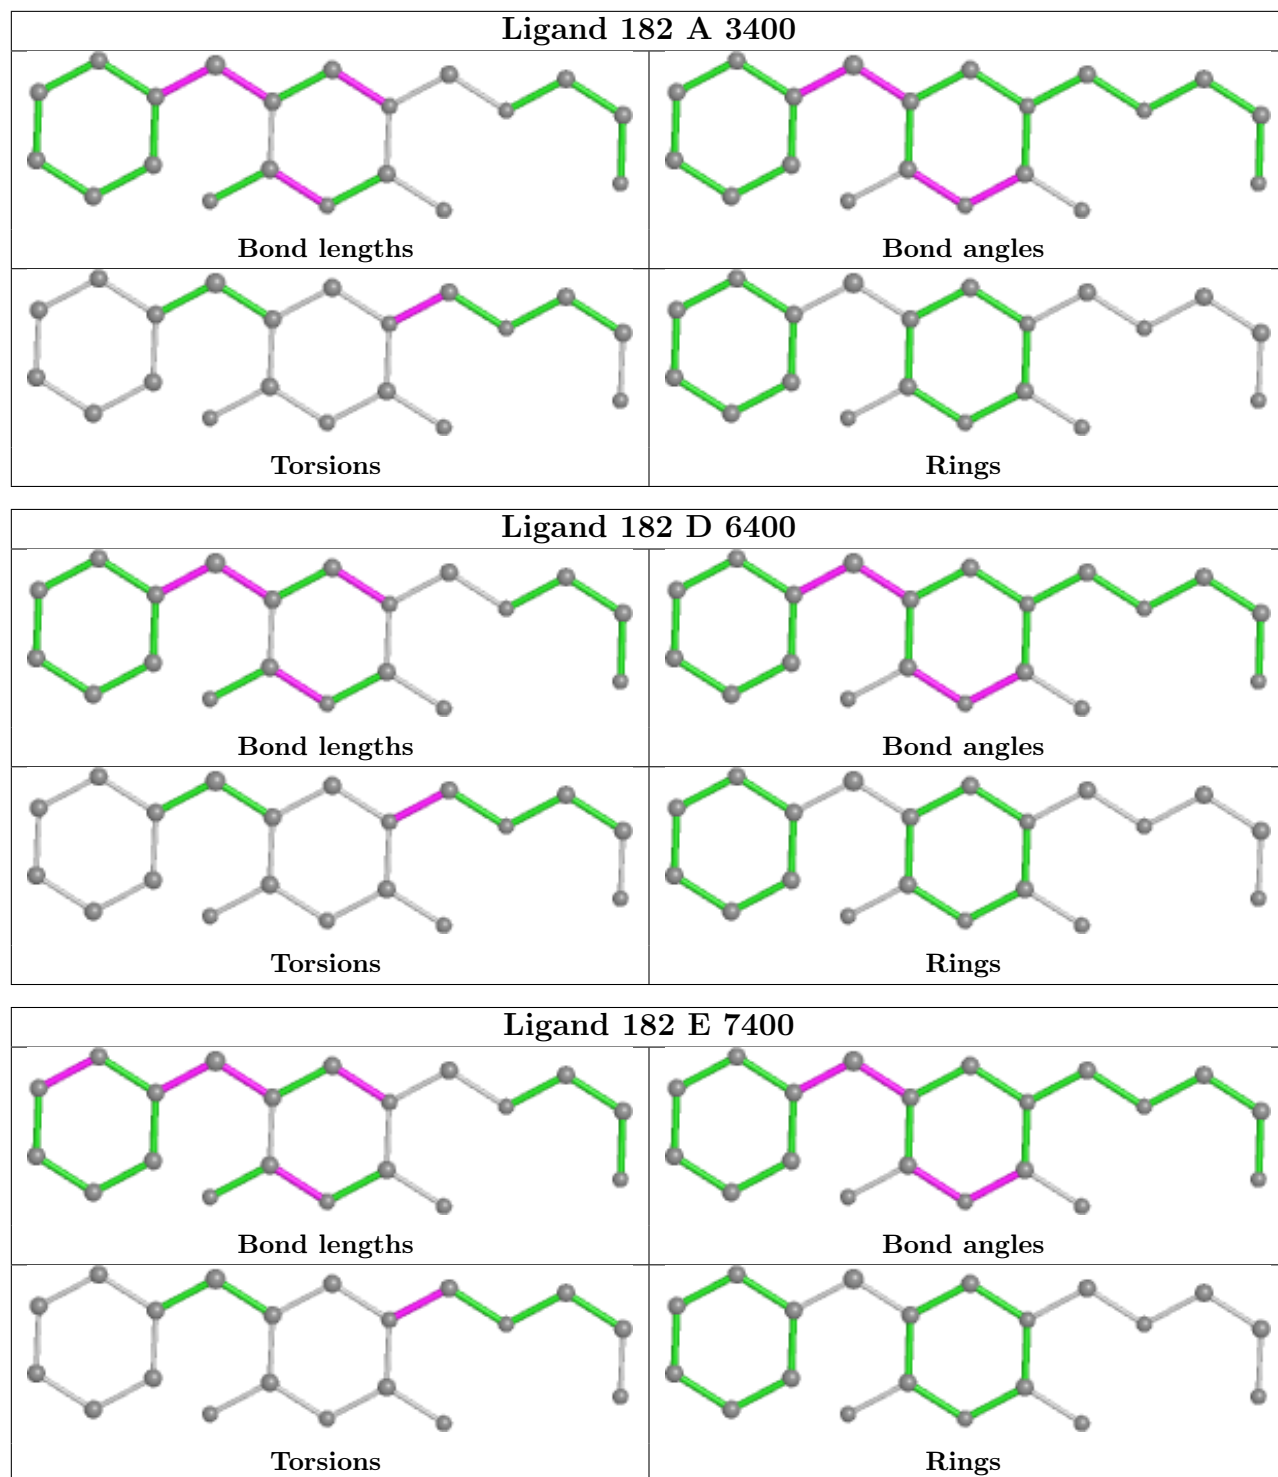 Ligand 182 A 3400
Bond lengths
Bond angles
Torsions
Rings
Ligand 182 D 6400
Bond lengths
Bond angles
Torsions
Rings
Ligand 182 E 7400
Bond lengths
Bond angles
Torsions
Rings